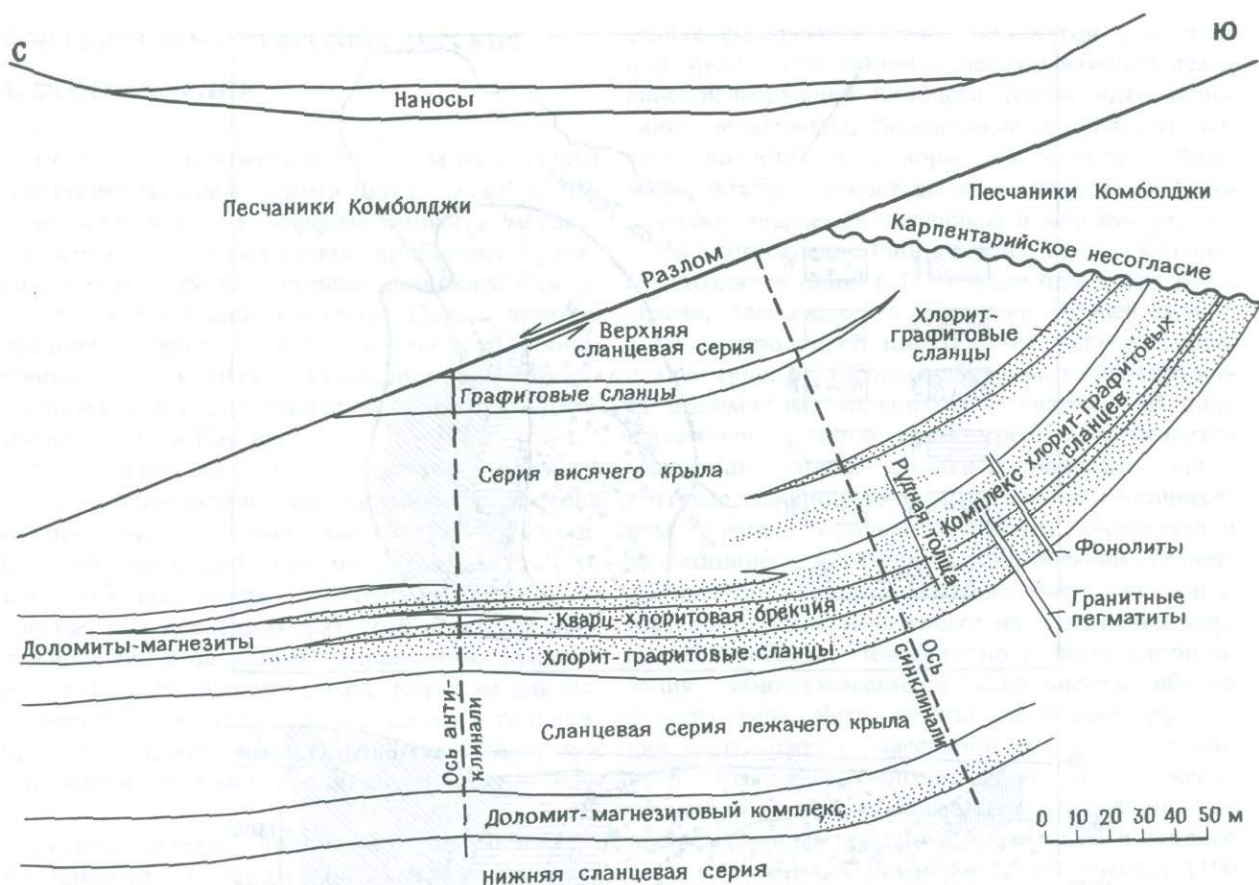 С
Ю
Наносы
Песчаники Комболджи
Песчаники Комболджи
Карпентарийское несогласие
Разлом
Верхняя
сланцевая серия
Хлорит-
графитовые
сланцы
Графитовые сланцы
Серия висячего крыла
Рудная толща
Комплекс хлорит-графитовых
сланцев
Фонолиты
Гранитные
пегматиты
Кварц-хлоритовая брекчия
Доломиты-магнезиты
Хлорит-графитовые сланцы
Ось анти-
клинали
Ось
синклинали
Сланцевая серия лежачего крыла
Доломит-магнезитовый комплекс
0 10 20 30 40 50 м
Нижняя сланцевая серия